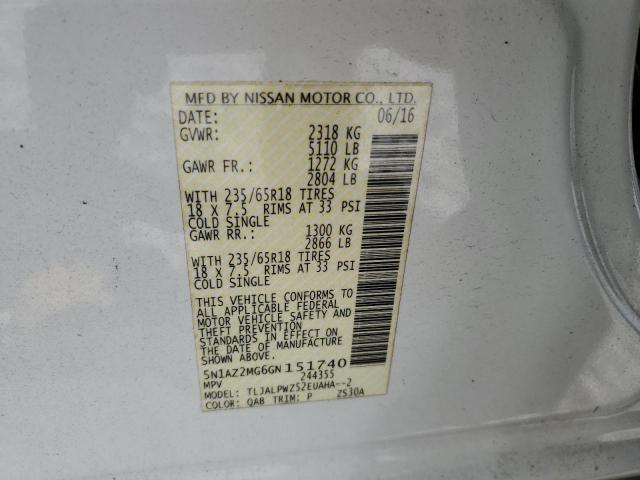 MFD BY NISSAN MOTOR CO., LTD.
DATE: 06/16
GVWR: 2318 KG
5110 LB
GAWR FR.: 1272 KG
2804 LB
WITH 235/65R18 TIRES
18 X 7.5 RIMS AT 33 PSI
COLD SINGLE
GAWR RR.: 1300 KG
2866 LB
WITH 235/65R18 TIRES
18 X 7.5 RIMS AT 33 PSI
COLD SINGLE
THIS VEHICLE CONFORMS TO
ALL APPLICABLE FEDERAL
MOTOR VEHICLE SAFETY AND
THEFT PREVENTION
STANDARDS IN EFFECT ON
THE DATE OF MANUFACTURE
SHOWN ABOVE.
5N1AZ2MG6GN151740
MPV 244355
MODEL: TLJALPWZ52EUAHA--2
COLOR: QAB TRIM: P ZS30A